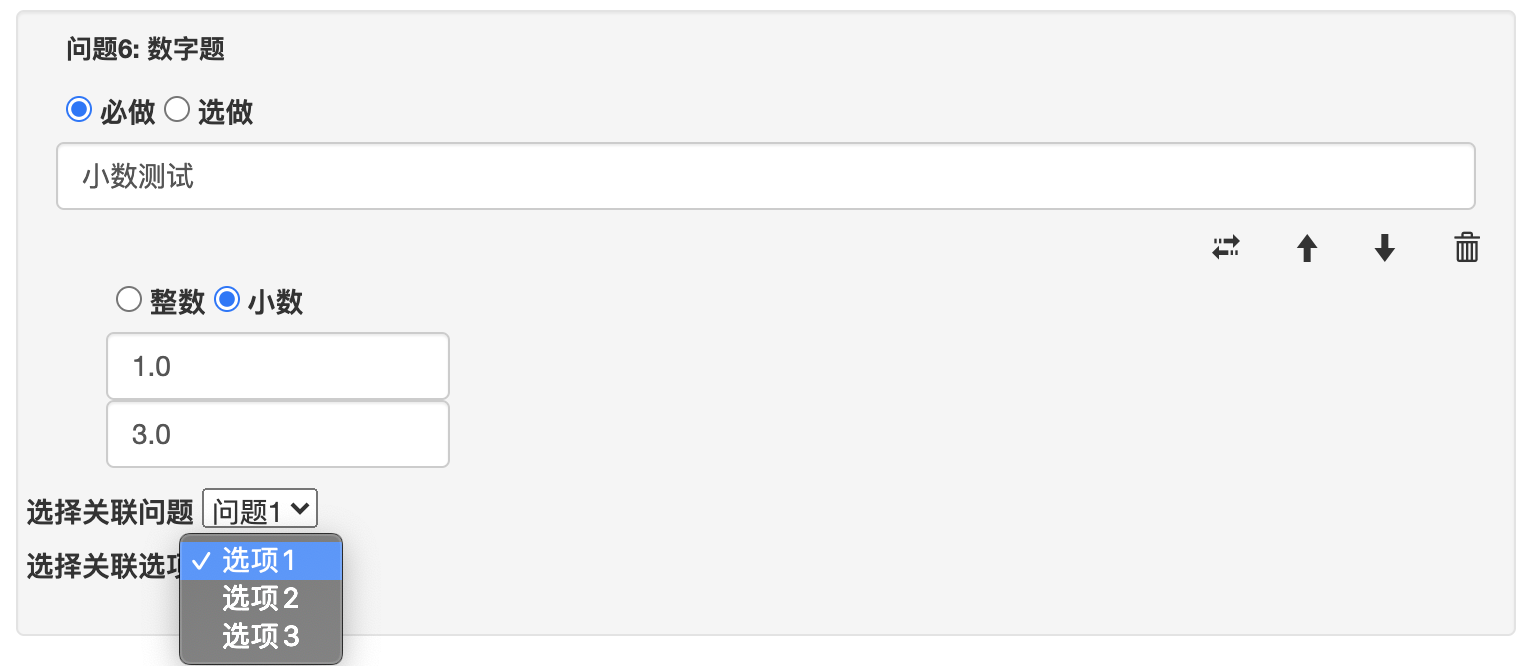 问题6: 数字题
必做 选做
小数测试
整数 小数
1.0
3.0
选择关联问题 问题1
选择关联选项
选项1
选项2
选项3